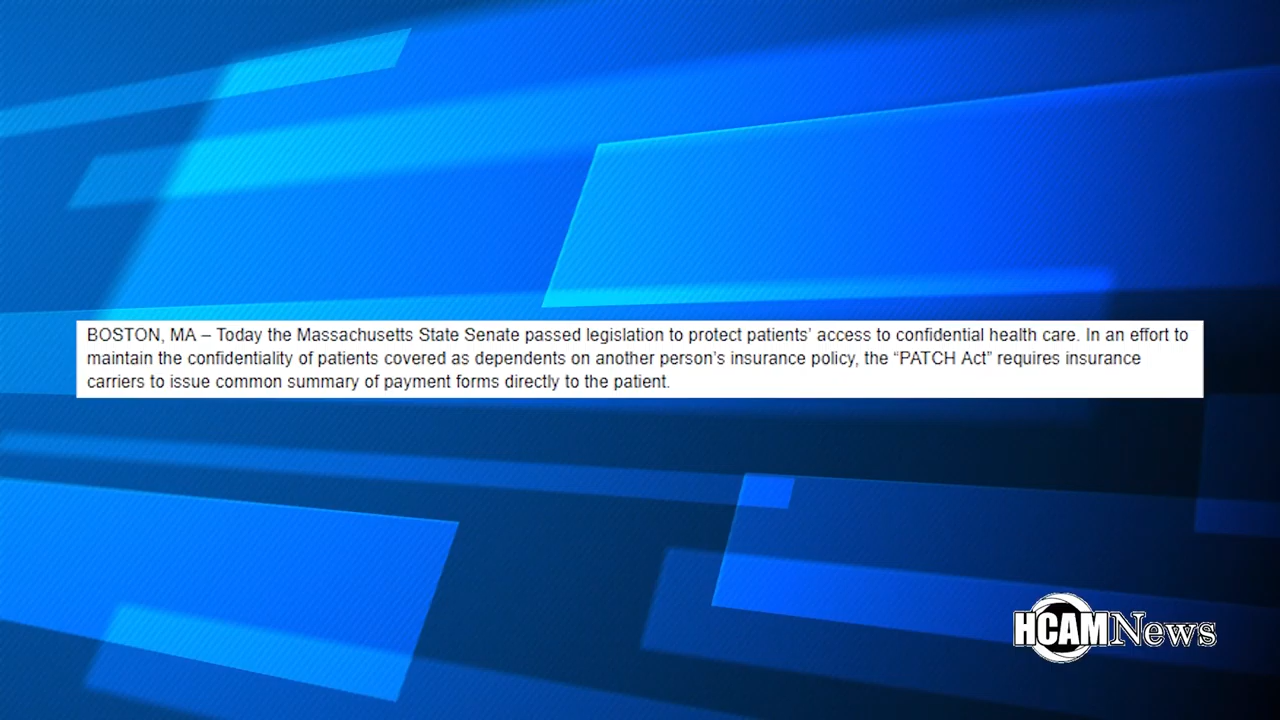 BOSTON, MA – Today the Massachusetts State Senate passed legislation to protect patients’ access to confidential health care. In an effort to
maintain the confidentiality of patients covered as dependents on another person’s insurance policy, the “PATCH Act” requires insurance
carriers to issue common summary of payment forms directly to the patient.
HCAM News